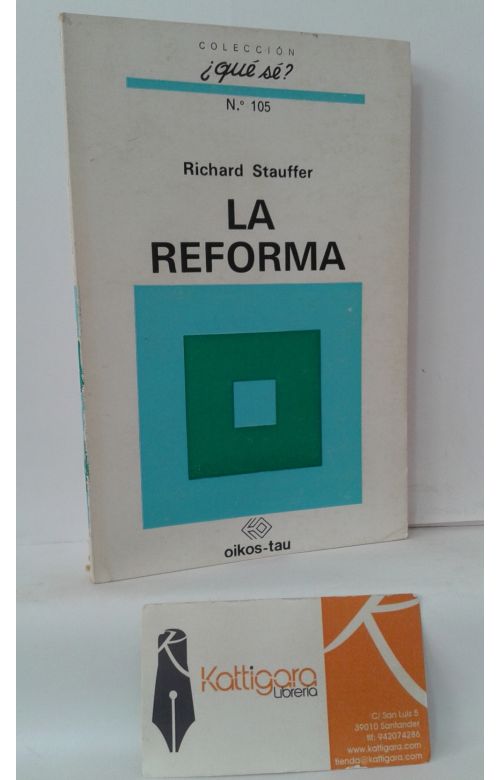 COLECCIÓN
¿qué sé?
N.º 105
Richard Stauffer
LA
REFORMA
oikos-tau
Kattigara
Librería
C/ San Luis 5
39010 Santander
tlf: 942074286
www.kattigara.com
tienda@kattigara.com